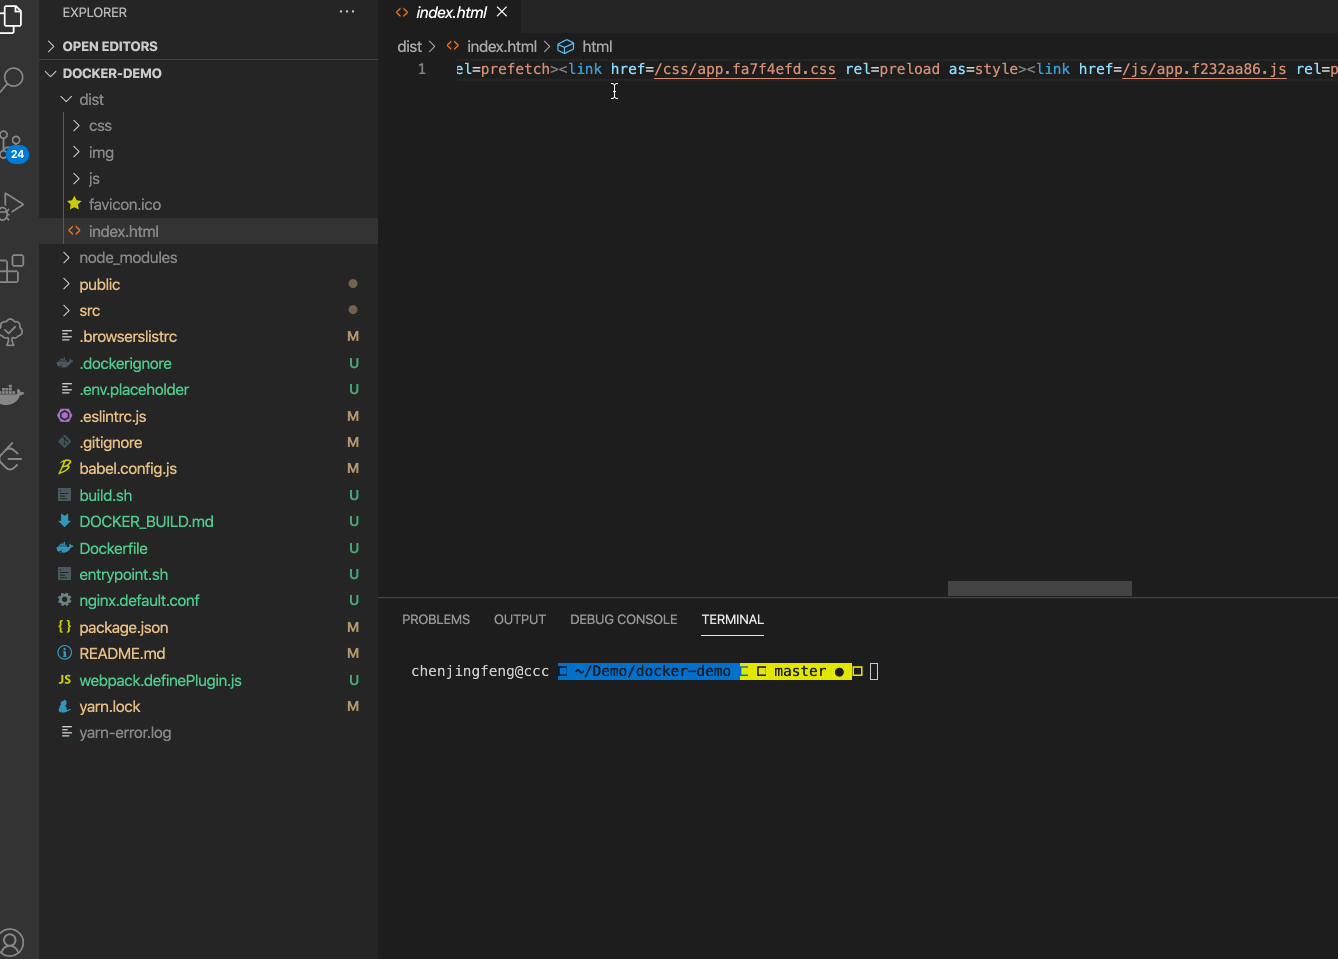 EXPLORER
OPEN EDITORS
DOCKER-DEMO
dist
css
img
js
favicon.ico
index.html
node_modules
public
src
.browserslistrc M
.dockerignore U
.env.placeholder U
.eslintrc.js M
.gitignore M
babel.config.js M
build.sh U
DOCKER_BUILD.md U
Dockerfile U
entrypoint.sh U
nginx.default.conf U
package.json M
README.md M
JS webpack.definePlugin.js U
yarn.lock M
yarn-error.log
24
index.html
dist > index.html > html
1 el=prefetch><link href=/css/app.fa7f4efd.css rel=preload as=style><link href=/js/app.f232aa86.js rel=p
PROBLEMS OUTPUT DEBUG CONSOLE TERMINAL
chenjingfeng@ccc ~/Demo/docker-demo master ●